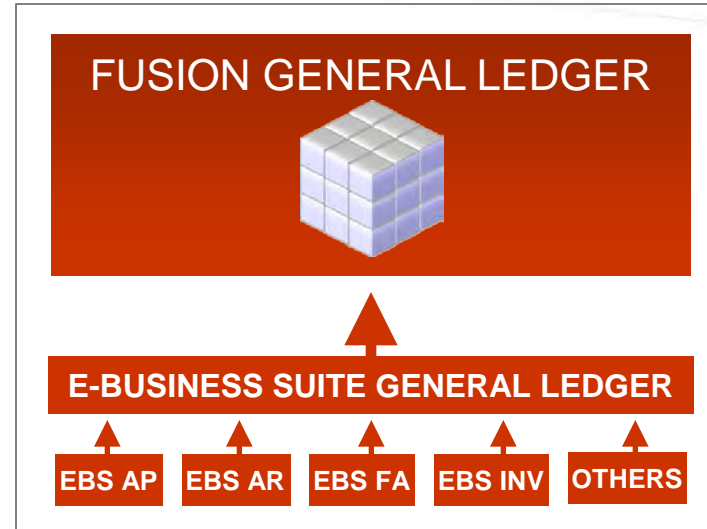 FUSION GENERAL LEDGER
E-BUSINESS SUITE GENERAL LEDGER
EBS AP
EBS AR
EBS FA
EBS INV
OTHERS